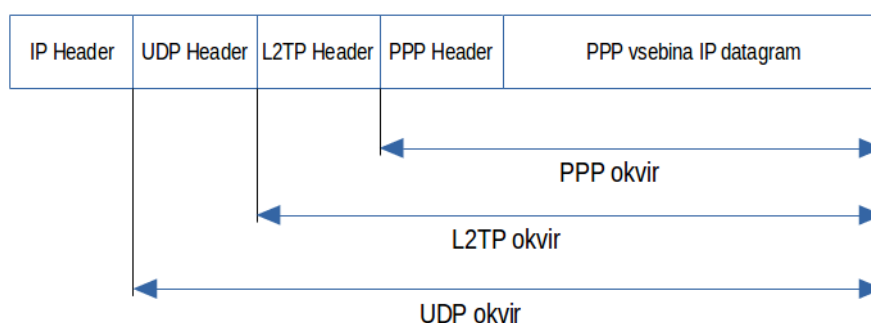 IP Header UDP Header L2TP Header PPP Header PPP vsebina IP datagram
PPP okvir
L2TP okvir
UDP okvir